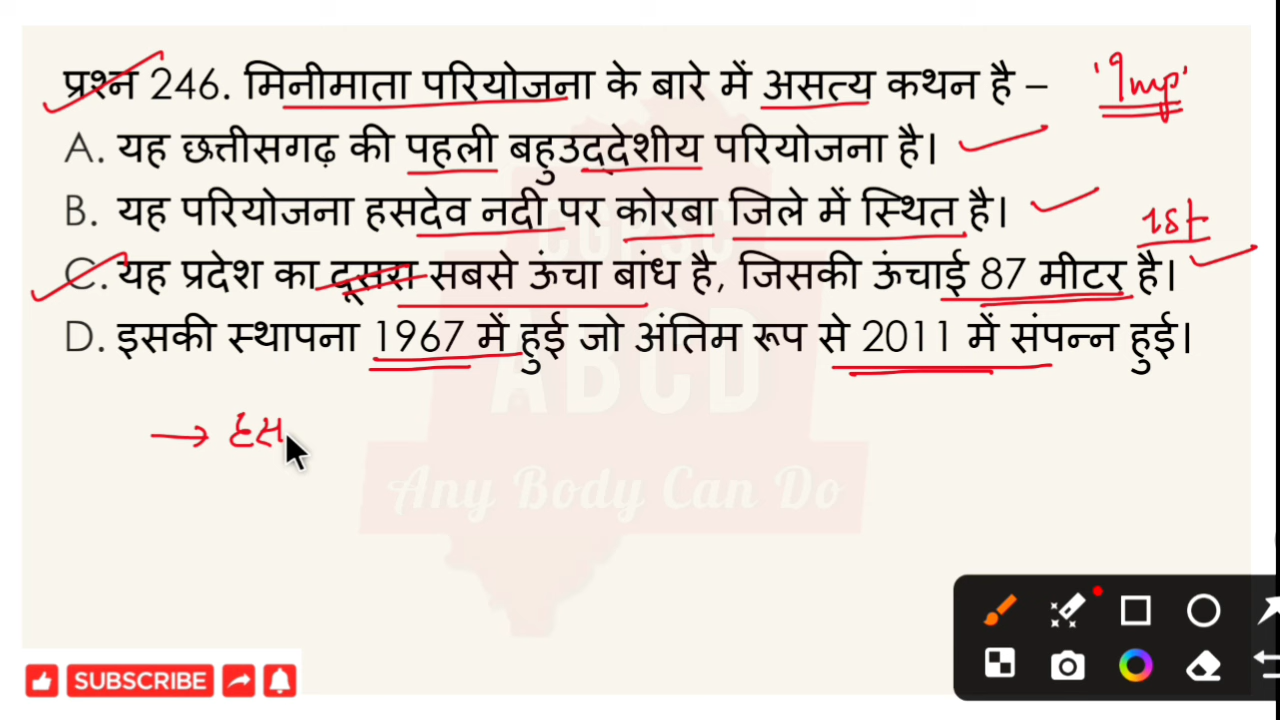 प्रश्न 246. मिनीमाता परियोजना के बारे में असत्य कथन है – 'Imp'
A. यह छत्तीसगढ़ की पहली बहुउद्देशीय परियोजना है।
B. यह परियोजना हसदेव नदी पर कोरबा जिले में स्थित है।
1st
C. यह प्रदेश का दूसरा सबसे ऊंचा बांध है, जिसकी ऊंचाई 87 मीटर है।
D. इसकी स्थापना 1967 में हुई जो अंतिम रूप से 2011 में संपन्न हुई।
CGPSC
ABCD
→ हस
Any Body Can Do
SUBSCRIBE